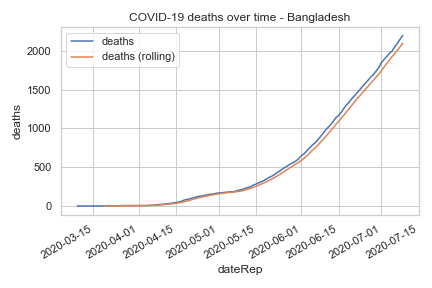 COVID-19 deaths over time - Bangladesh
deaths
deaths (rolling)
2000
1500
1000
500
0
deaths
2020-03-15
2020-04-01
2020-04-15
2020-05-01
2020-05-15
2020-06-01
2020-06-15
2020-07-01
2020-07-15
dateRep